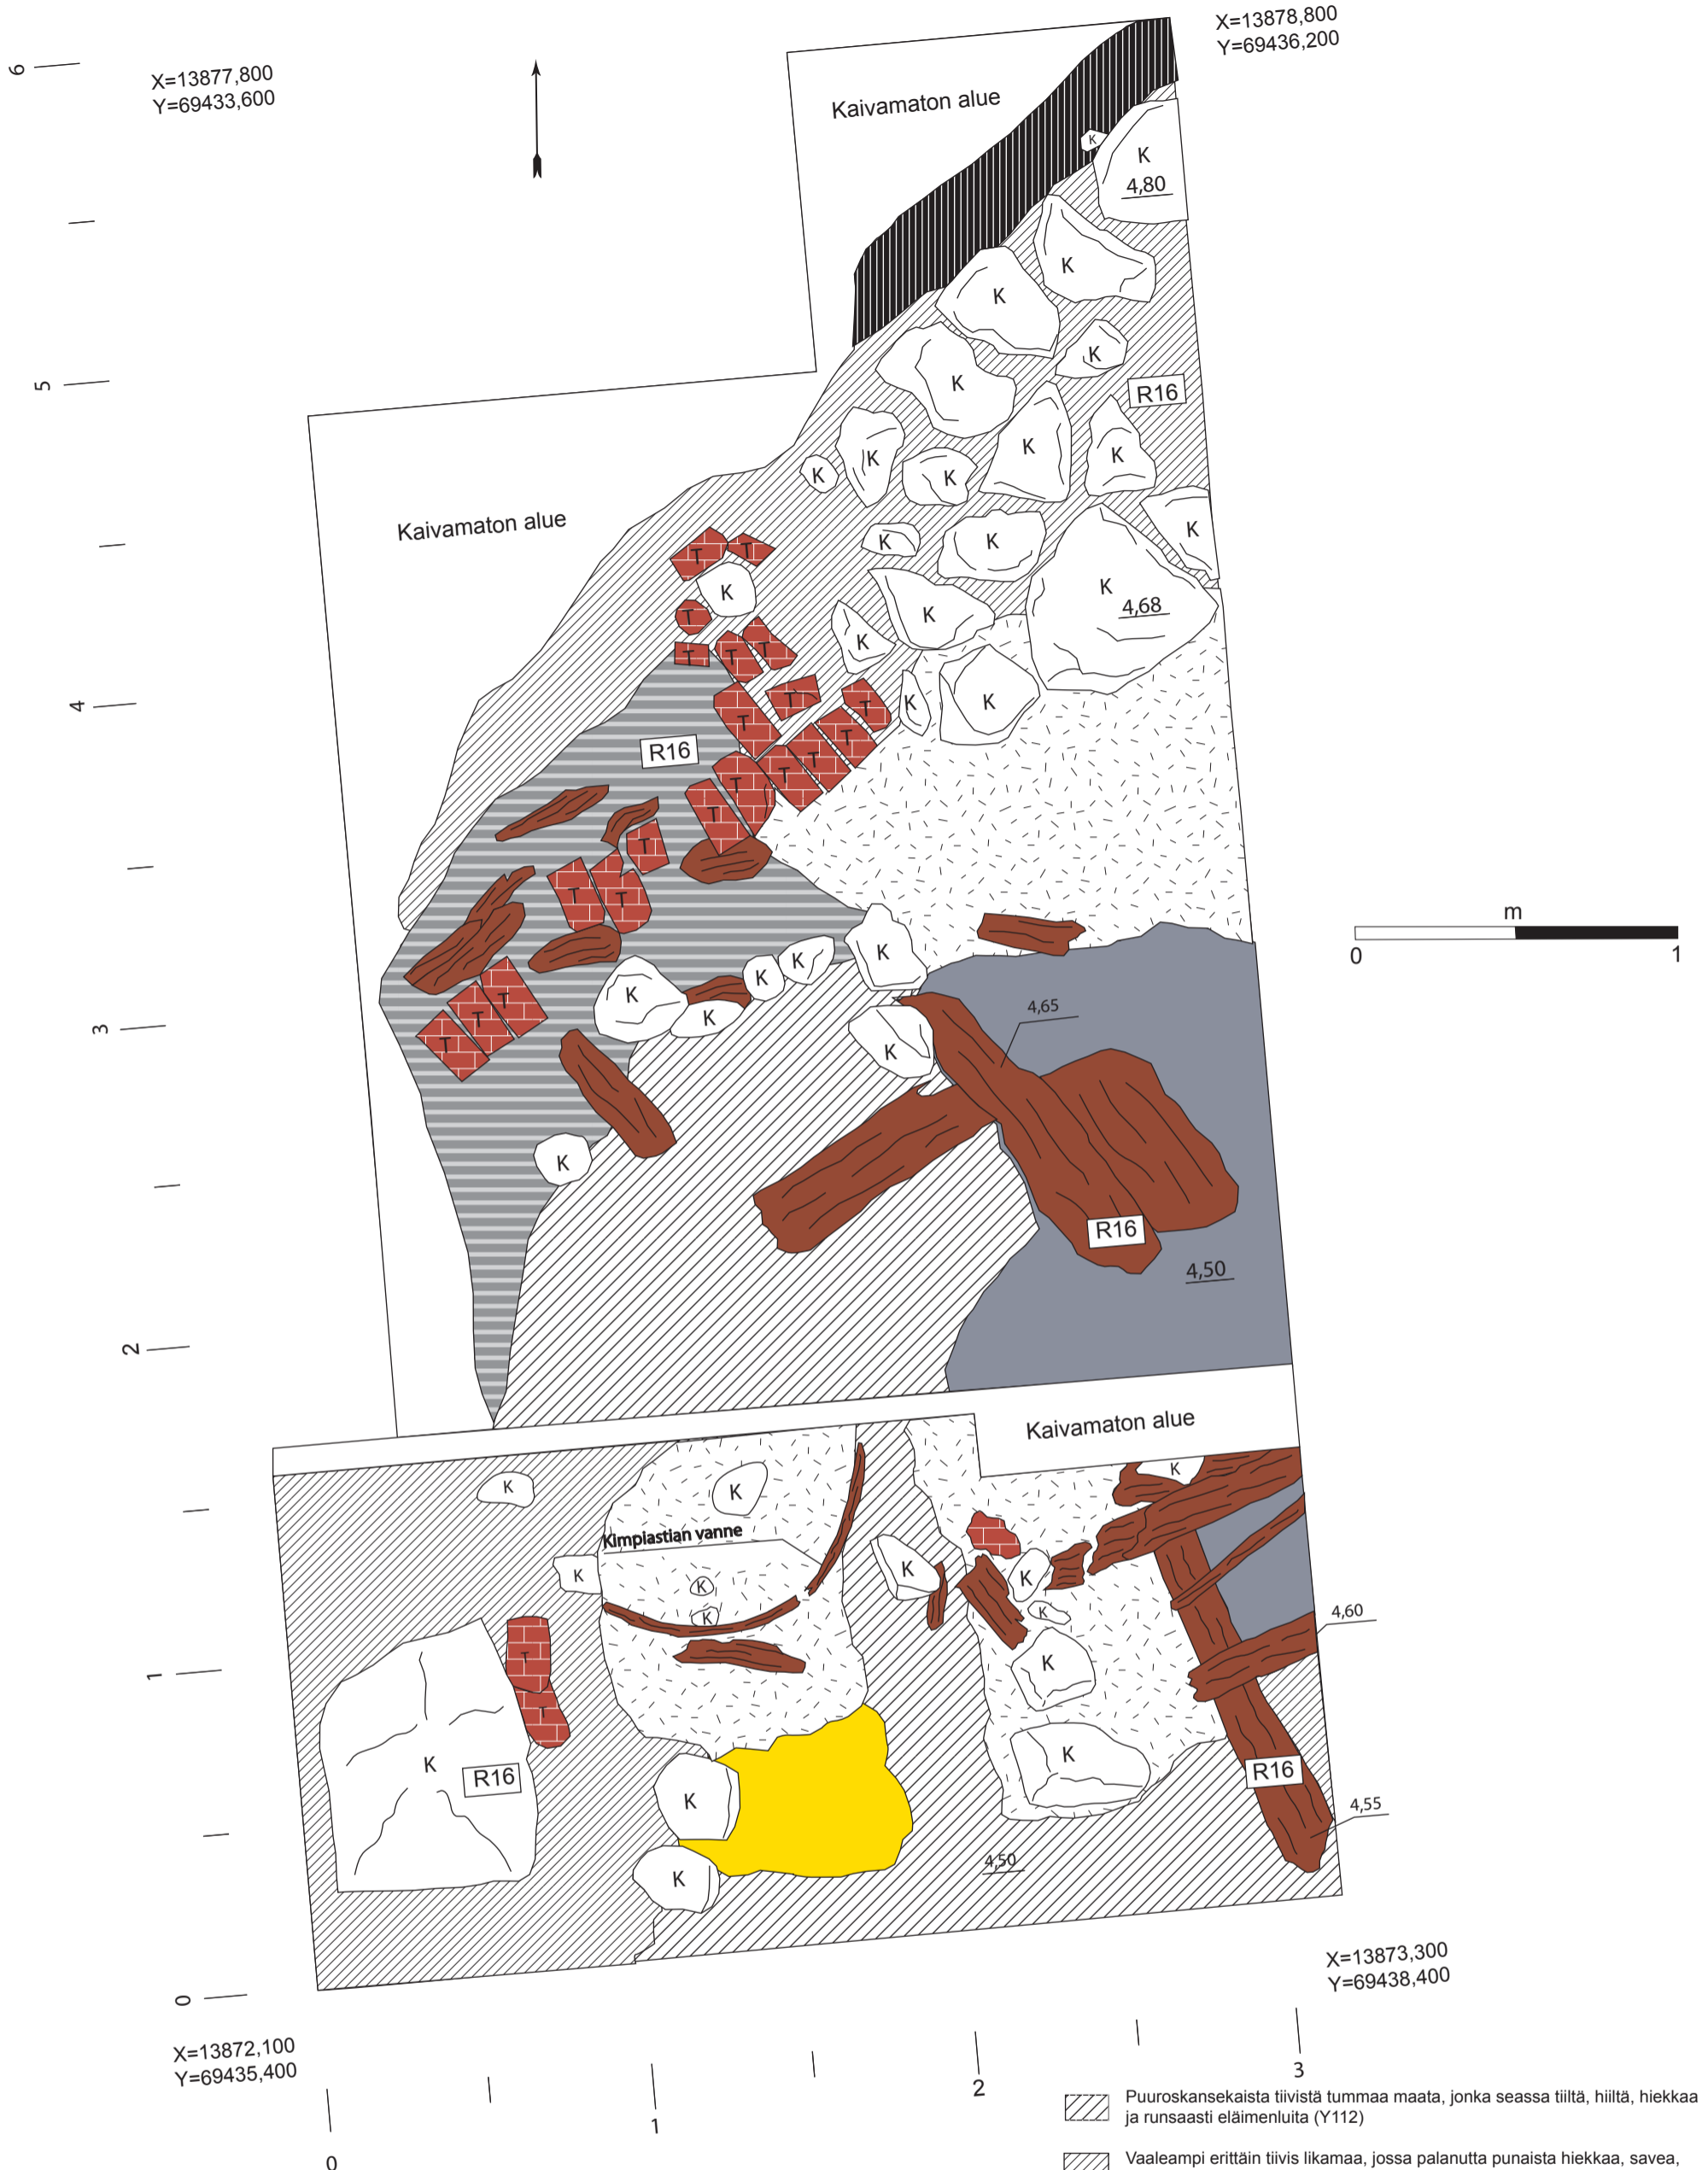 X=13878,800
Y=69436,200
6
X=13877,800
Y=69433,600
Kaivamaton alue
K
K
4,80
K
K
K
K
5
R16
K
K
K
K
K
K
Kaivamaton alue
K
K
K
T
T
K
K
4,68
K
T
K
T
T
T
K
K
4
T
T
T
R16
T
T
T
T
T
T
T
T
T
m
0
1
K
K
K
K
K
T
T
T
3
4,65
K
K
R16
4,50
2
Kaivamaton alue
K
K
K
Kimpiastian vanne
K
K
K
K
K
K
4,60
T
1
T
K
K
R16
K
R16
K
4,55
K
4,50
0
X=13873,300
Y=69438,400
X=13872,100
Y=69435,400
3
2
1
0
Puuroskansekaista tiivistä tummaa maata, jonka seassa tiiltä, hiiltä, hiekkaa
ja runsaasti eläimenluita (Y112)
Vaaleampi erittäin tiivis likamaa, jossa palanutta punaista hiekkaa, savea,